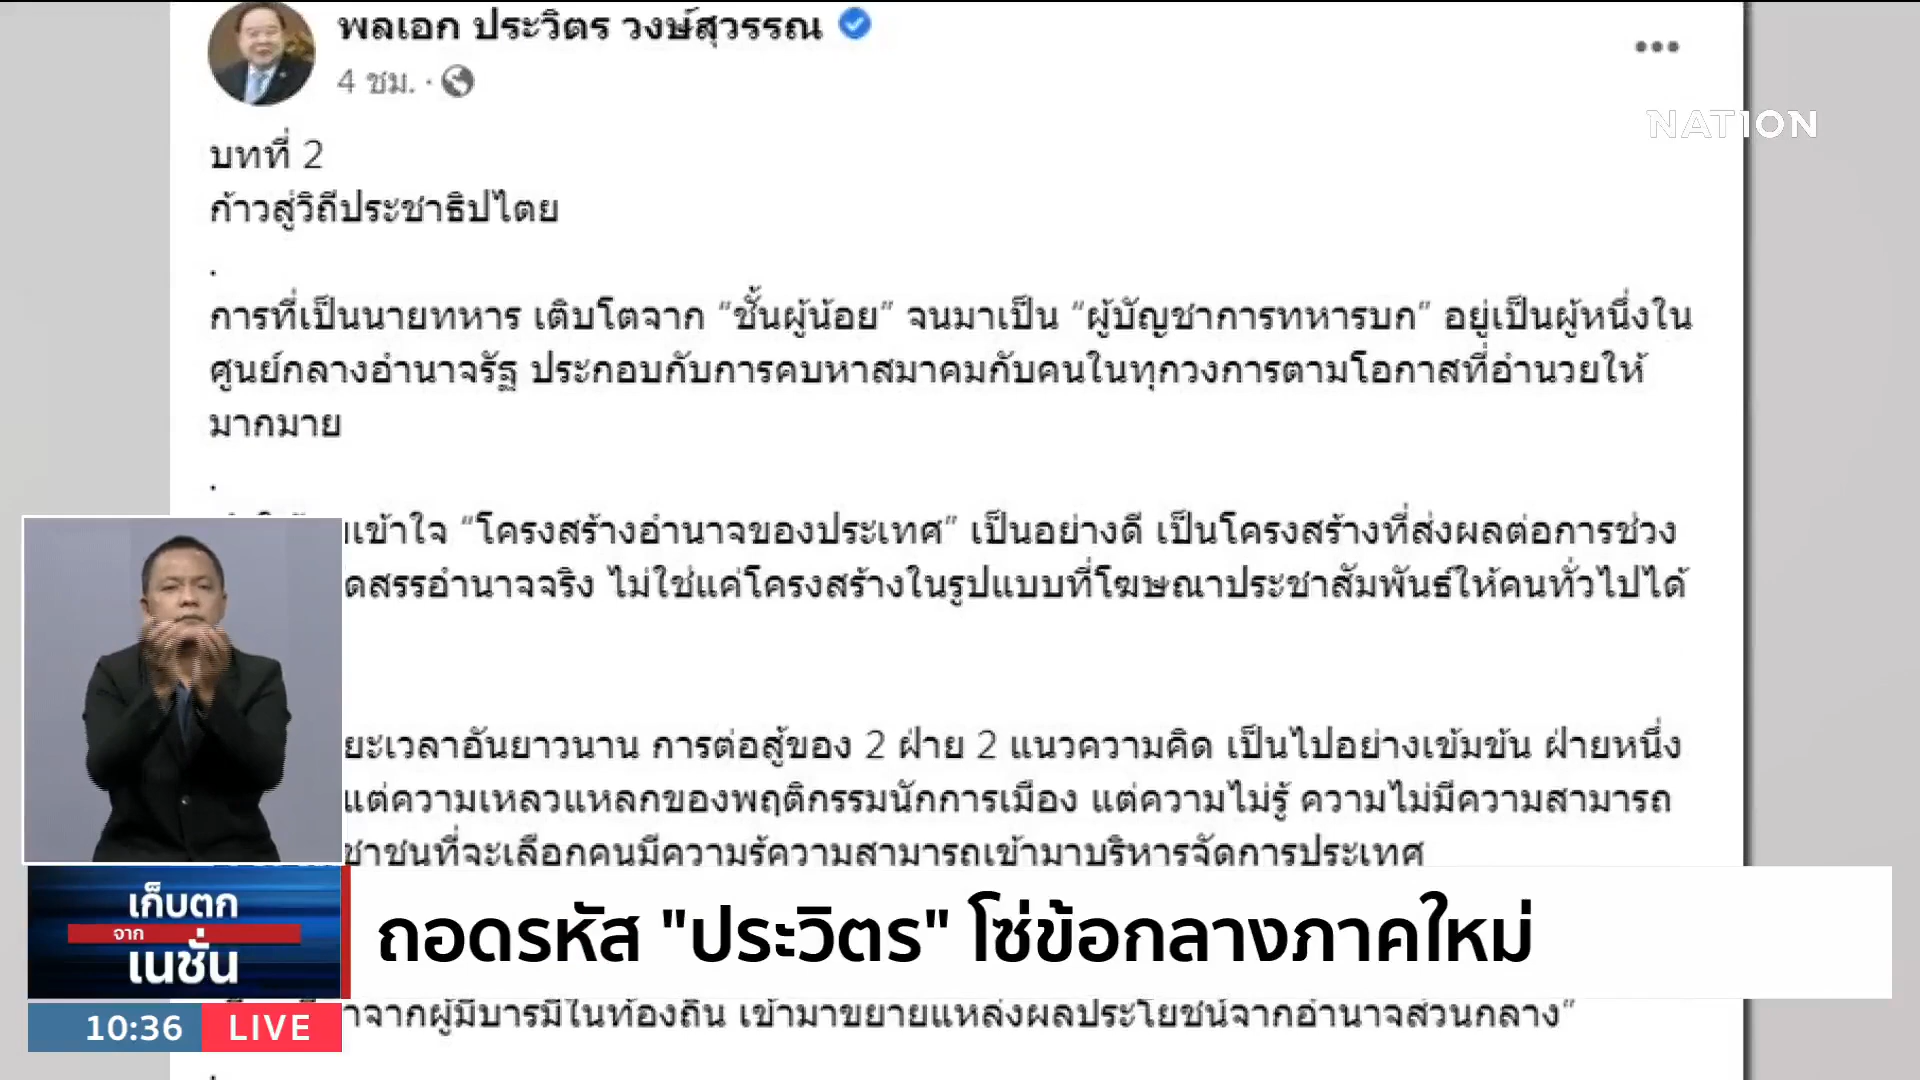 พลเอก ประวิตร วงษ์สุวรรณ
4 ชม. ·
NATION
บทที่ 2
ก้าวสู่วิถีประชาธิปไตย
.
การที่เป็นนายทหาร เติบโตจาก “ชั้นผู้น้อย” จนมาเป็น “ผู้บัญชาการทหารบก” อยู่เป็นผู้หนึ่งใน
ศูนย์กลางอำนาจรัฐ ประกอบกับการคบหาสมาคมกับคนในทุกวงการตามโอกาสที่อำนวยให้
มากมาย
.
เข้าใจ “โครงสร้างอำนาจของประเทศ” เป็นอย่างดี เป็นโครงสร้างที่ส่งผลต่อการช่วง
ดสรรอำนาจจริง ไม่ใช่แค่โครงสร้างในรูปแบบที่โฆษณาประชาสัมพันธ์ให้คนทั่วไปได้
ยะเวลาอันยาวนาน การต่อสู้ของ 2 ฝ่าย 2 แนวความคิด เป็นไปอย่างเข้มข้น ฝ่ายหนึ่ง
แต่ความเหลวแหลกของพฤติกรรมนักการเมือง แต่ความไม่รู้ ความไม่มีความสามารถ
ชาชนที่จะเลือกคนมีความรู้ความสามารถเข้ามาบริหารจัดการประเทศ
เก็บตก
จาก
เนชั่น
ถอดรหัส "ประวิตร" โซ่ข้อกลางภาคใหม่
าจากผู้มีบารมีในท้องถิ่น เข้ามาขยายแหล่งผลประโยชน์จากอำนาจส่วนกลาง”
10:36 LIVE
.